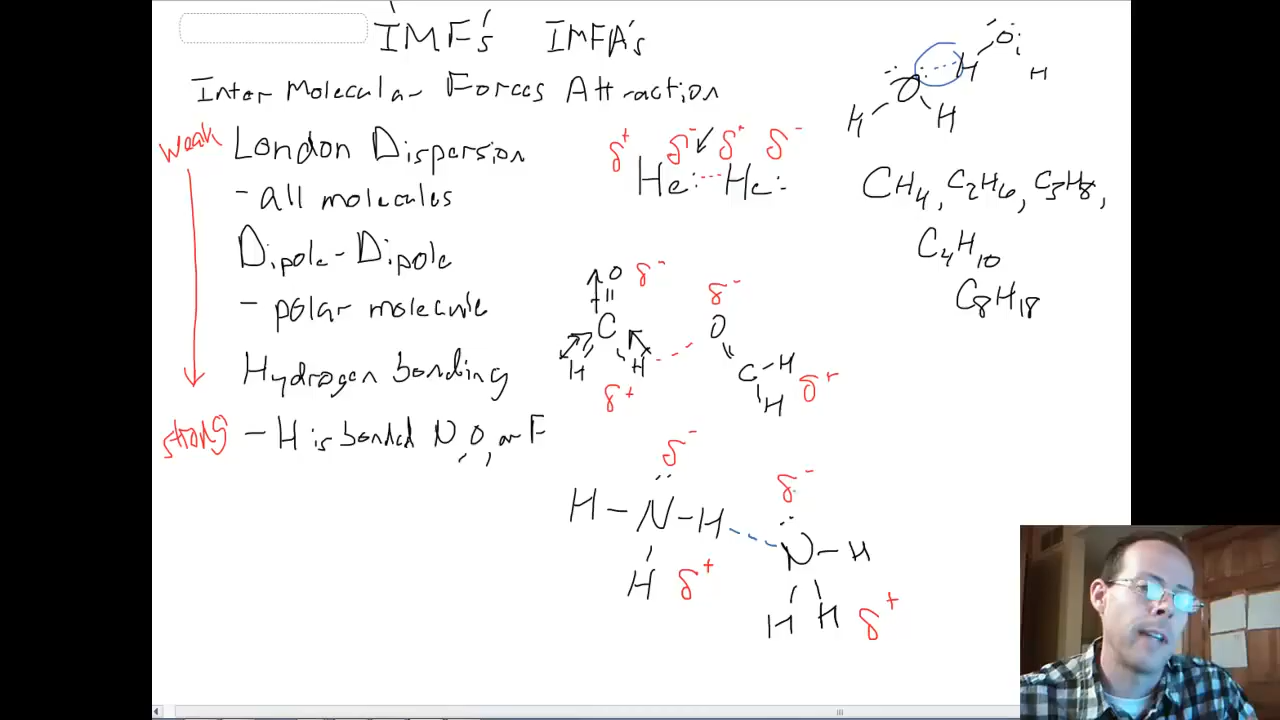 IMF's IMFA's
Inter Molecular Forces Attraction
weak
London Dispersion
- all molecules
Dipole-Dipole
- polar molecule
Hydrogen bonding
strong
- H is bonded N, O, or F
δ+ δ- δ+ δ-
He: He:
O δ-
C
H H
δ+
δ-
O
C-H
H
δ+
δ-
H-N-H
H δ+
δ-
N-H
H H δ+
O
H H
H O
H
CH4, C2H6, C3H8,
C4H10
C8H18